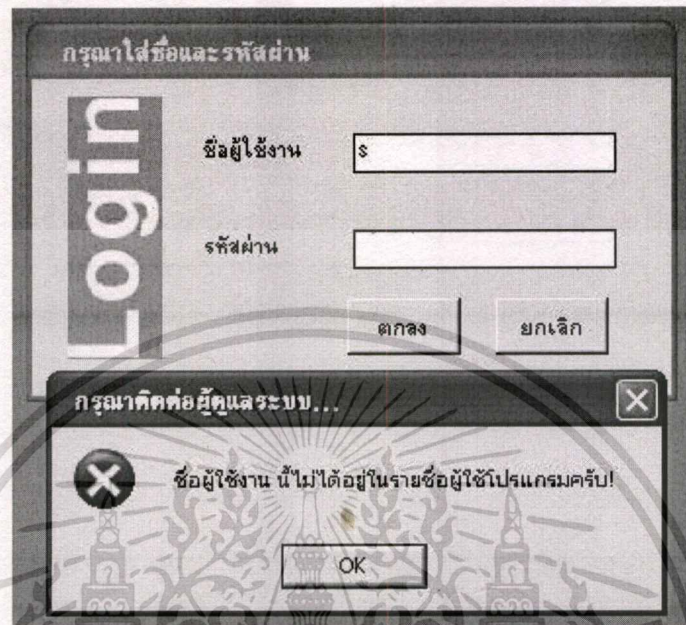 กรุณาใส่ชื่อและรหัสผ่าน
Login
ชื่อผู้ใช้งาน
s
รหัสผ่าน
ตกลง
ยกเลิก
กรุณาติดต่อผู้ดูแลระบบ...
ชื่อผู้ใช้งาน นี้ไม่ได้อยู่ในรายชื่อผู้ใช้โปรแกรมครับ!
OK